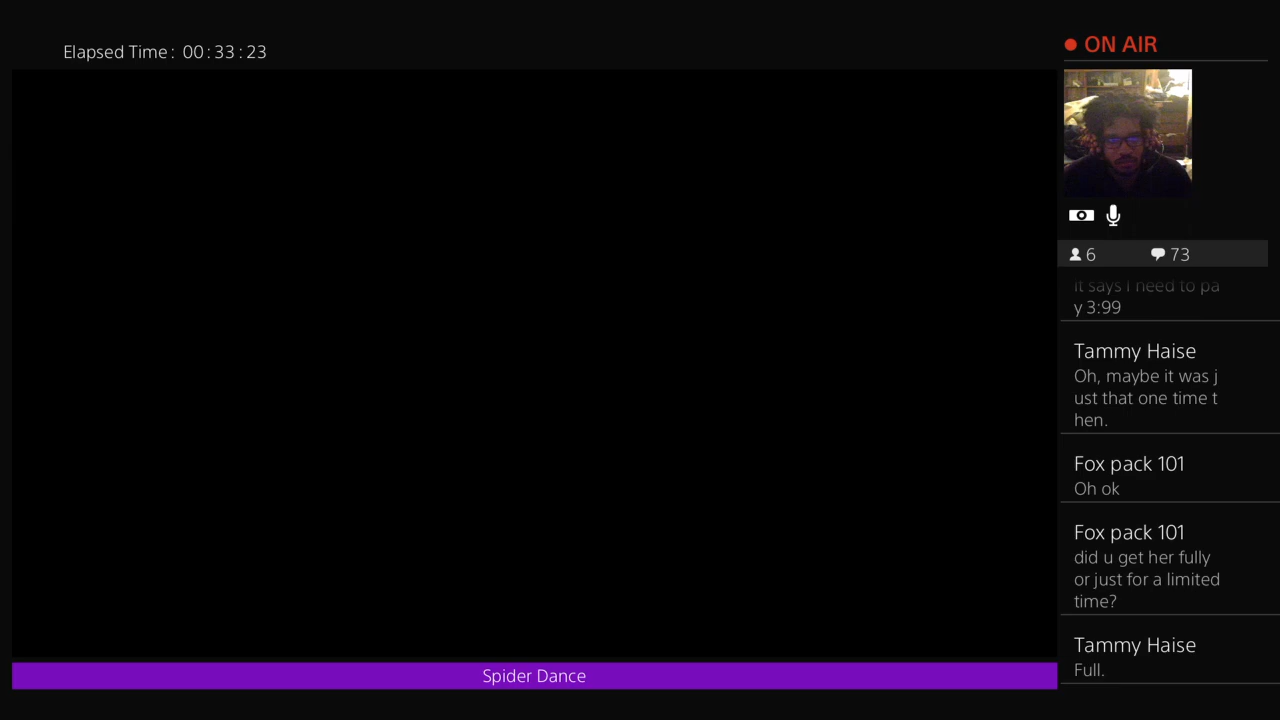 Elapsed Time: 00:33:23
ON AIR
6 73
it says I need to pa
y 3:99
Tammy Haise
Oh, maybe it was j
ust that one time t
hen.
Fox pack 101
Oh ok
Fox pack 101
did u get her fully
or just for a limited
time?
Tammy Haise
Full.
Spider Dance